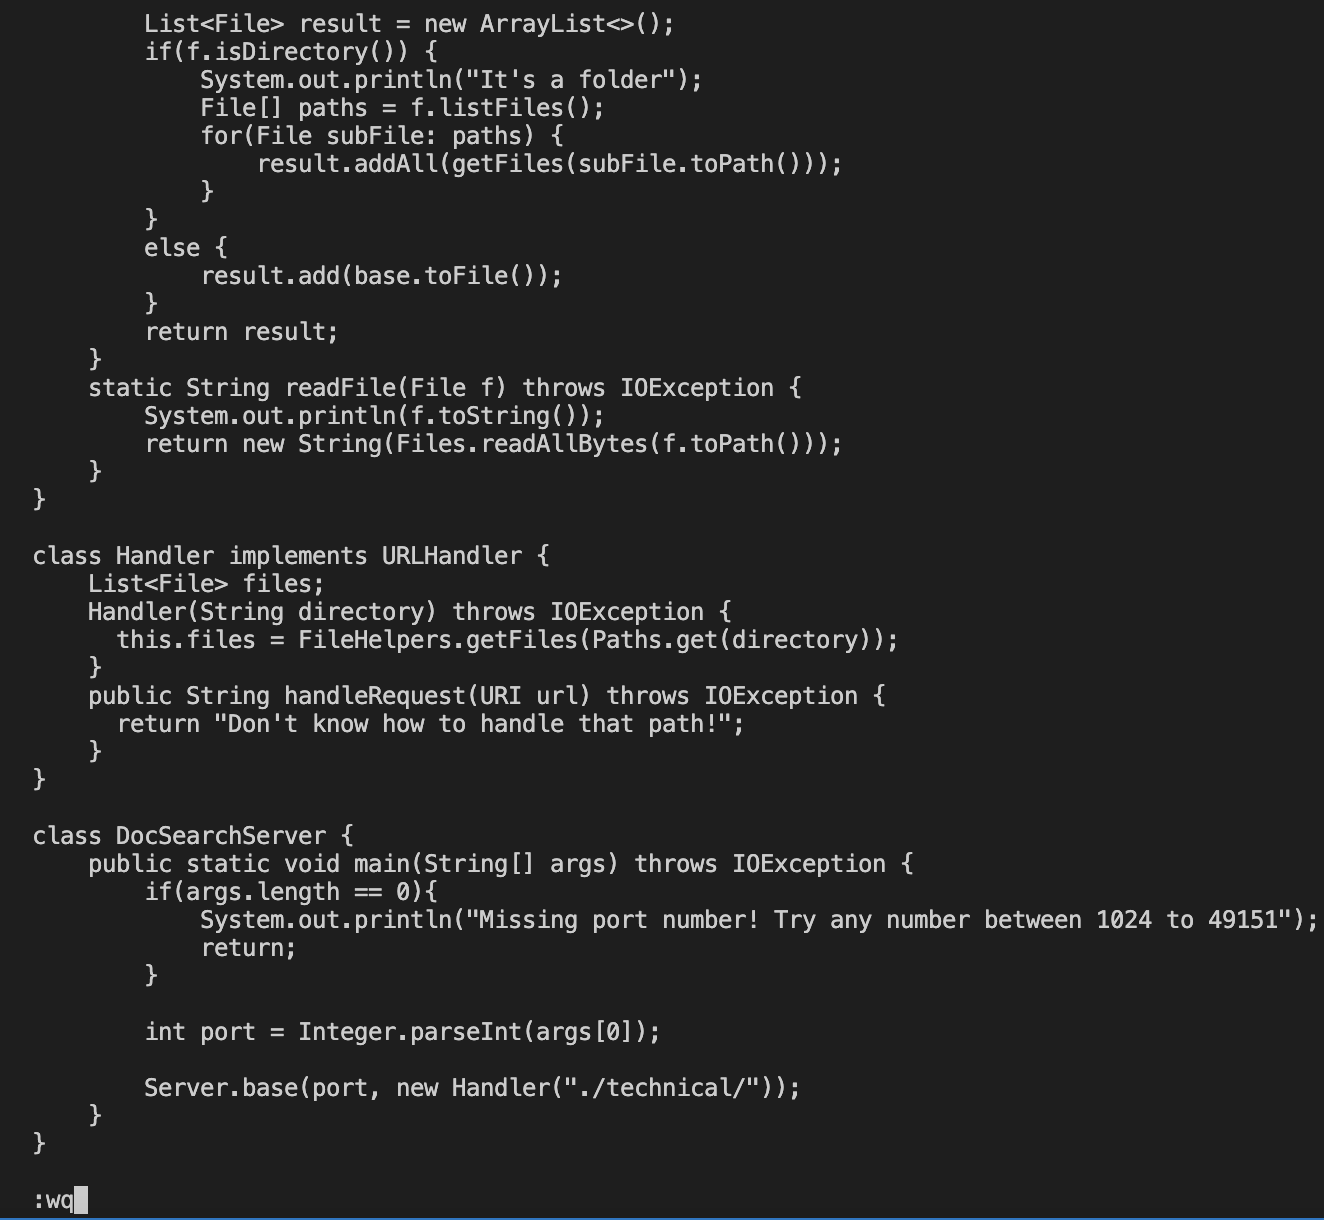 List<File> result = new ArrayList<>();
        if(f.isDirectory()) {
            System.out.println("It's a folder");
            File[] paths = f.listFiles();
            for(File subFile: paths) {
                result.addAll(getFiles(subFile.toPath()));
            }
        }
        else {
            result.add(base.toFile());
        }
        return result;
    }
    static String readFile(File f) throws IOException {
        System.out.println(f.toString());
        return new String(Files.readAllBytes(f.toPath()));
    }
}

class Handler implements URLHandler {
    List<File> files;
    Handler(String directory) throws IOException {
      this.files = FileHelpers.getFiles(Paths.get(directory));
    }
    public String handleRequest(URI url) throws IOException {
      return "Don't know how to handle that path!";
    }
}

class DocSearchServer {
    public static void main(String[] args) throws IOException {
        if(args.length == 0){
            System.out.println("Missing port number! Try any number between 1024 to 49151");
            return;
        }

        int port = Integer.parseInt(args[0]);

        Server.base(port, new Handler("./technical/"));
    }
}

:wq